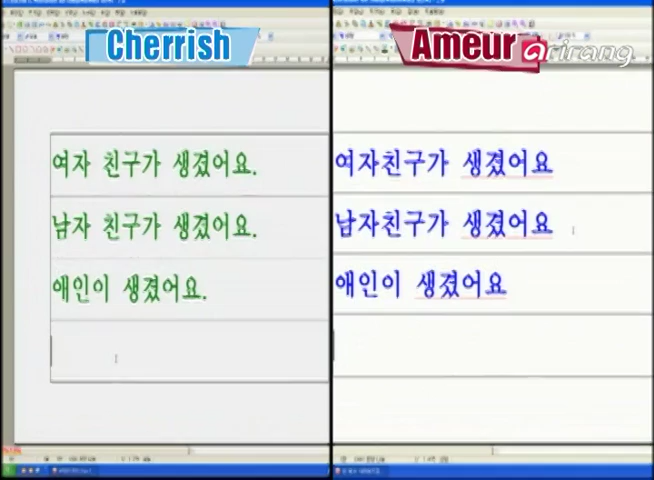 Cherrish
Ameur
arirang
여자 친구가 생겼어요.
남자 친구가 생겼어요.
애인이 생겼어요.
여자친구가 생겼어요
남자친구가 생겼어요
애인이 생겼어요